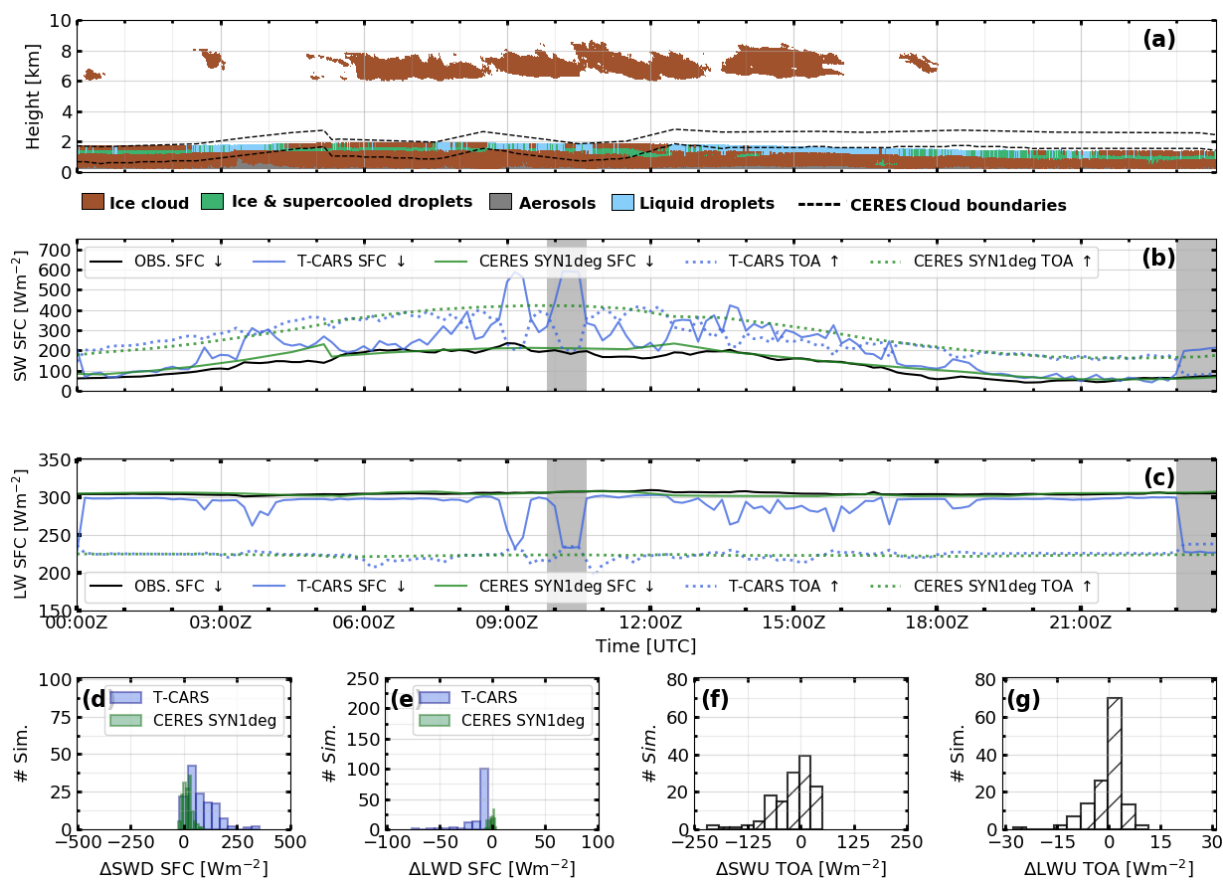 (a)
Height [km]
10
8
6
4
2
0
Ice cloud
Ice & supercooled droplets
Aerosols
Liquid droplets
CERES Cloud boundaries
(b)
SW SFC [Wm−2]
700
600
500
400
300
200
100
0
OBS. SFC ↓
T-CARS SFC ↓
CERES SYN1deg SFC ↓
T-CARS TOA ↑
CERES SYN1deg TOA ↑
(c)
LW SFC [Wm−2]
350
300
250
200
150
OBS. SFC ↓
T-CARS SFC ↓
CERES SYN1deg SFC ↓
T-CARS TOA ↑
CERES SYN1deg TOA ↑
00:00Z 03:00Z 06:00Z 09:00Z 12:00Z 15:00Z 18:00Z 21:00Z
Time [UTC]
(d)
# Sim.
100
75
50
25
0
T-CARS
CERES SYN1deg
−500 −250 0 250 500
ΔSWD SFC [Wm−2]
(e)
# Sim.
250
200
150
100
50
0
T-CARS
CERES SYN1deg
−100 −50 0 50 100
ΔLWD SFC [Wm−2]
(f)
# Sim.
80
60
40
20
0
−250 −125 0 125 250
ΔSWU TOA [Wm−2]
(g)
# Sim.
80
60
40
20
0
−30 −15 0 15 30
ΔLWU TOA [Wm−2]